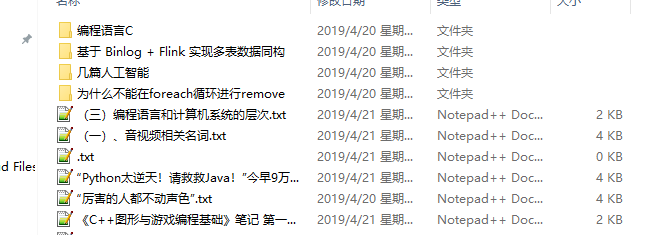 名称 修改日期 类型 大小
编程语言C 2019/4/20 星期... 文件夹
基于 Binlog + Flink 实现多表数据同构 2019/4/20 星期... 文件夹
几篇人工智能 2019/4/20 星期... 文件夹
为什么不能在foreach循环进行remove 2019/4/20 星期... 文件夹
（三）编程语言和计算机系统的层次.txt 2019/4/21 星期... Notepad++ Doc... 2 KB
（一）、音视频相关名词.txt 2019/4/21 星期... Notepad++ Doc... 4 KB
.txt 2019/4/21 星期... Notepad++ Doc... 0 KB
d Files “Python太逆天！请救救Java！”今早9万... 2019/4/21 星期... Notepad++ Doc... 4 KB
“厉害的人都不动声色”.txt 2019/4/20 星期... Notepad++ Doc... 4 KB
《C++图形与游戏编程基础》笔记 第一... 2019/4/21 星期... Notepad++ Doc... 2 KB